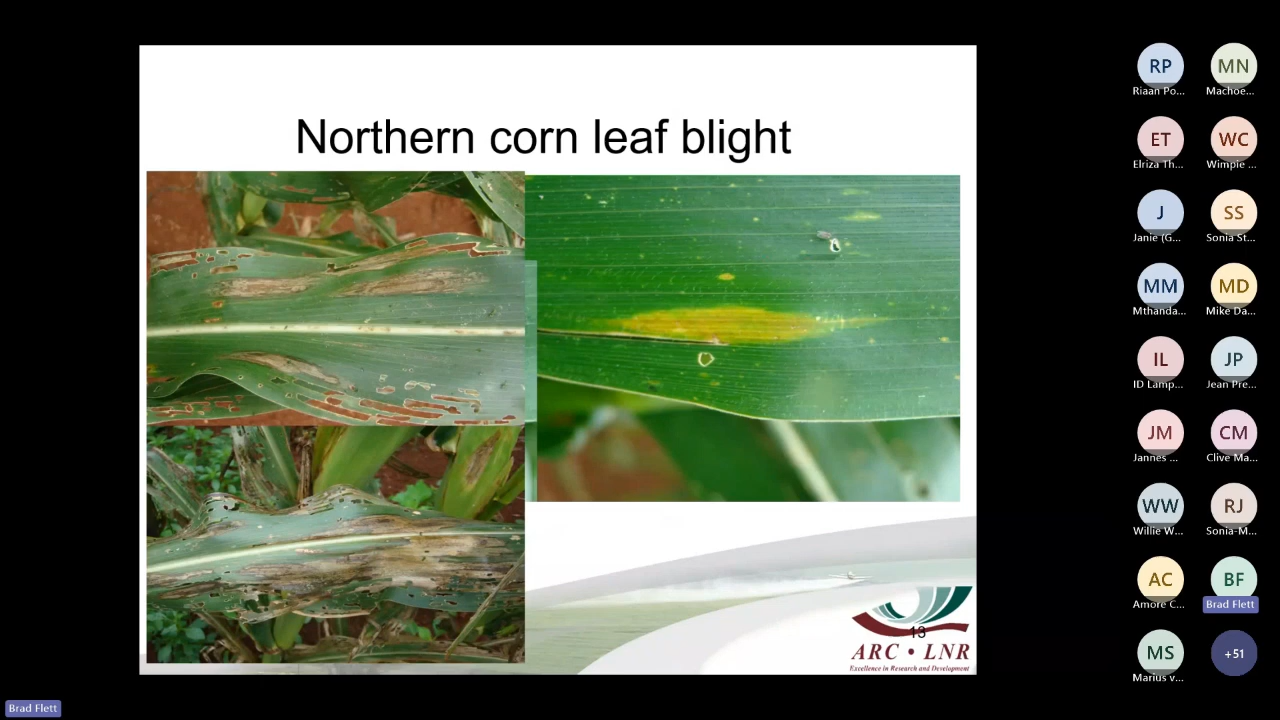 Northern corn leaf blight
13
ARC • LNR
Excellence in Research and Development
RP
Riaan Po...
MN
Machoe...
ET
Elriza Th...
WC
Wimpie ...
J
Janie (G...
SS
Sonia St...
MM
Mthanda...
MD
Mike Da...
IL
ID Lamp...
JP
Jean Pre...
JM
Jannes ...
CM
Clive Ma...
WW
Willie W...
RJ
Sonia-M...
AC
Amore C...
BF
Brad Flett
MS
Marius v...
+51
Brad Flett